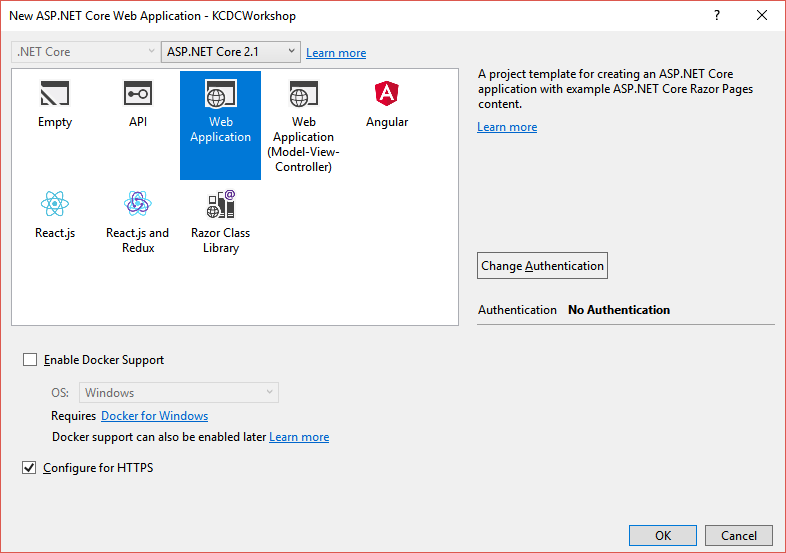 New ASP.NET Core Web Application - KCDCWorkshop
.NET Core
ASP.NET Core 2.1
Learn more
Empty
API
Web
Application
Web
Application
(Model-View-
Controller)
Angular
React.js
React.js and
Redux
Razor Class
Library
A project template for creating an ASP.NET Core
application with example ASP.NET Core Razor Pages
content.
Learn more
Change Authentication
Authentication No Authentication
Enable Docker Support
OS: Windows
Requires Docker for Windows
Docker support can also be enabled later Learn more
Configure for HTTPS
OK
Cancel